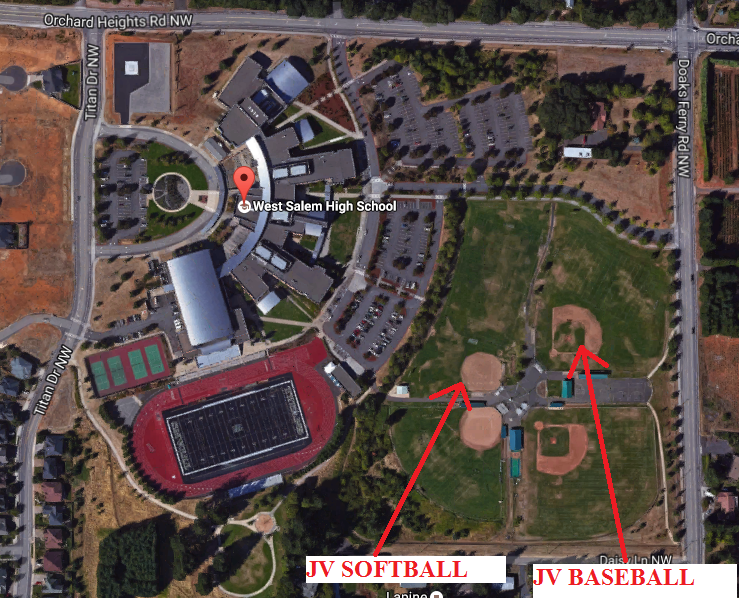 Orchard Heights Rd NW
Orcha
Titan Dr NW
Doaks Ferry Rd NW
West Salem High School
Titan Dr NW
Daisy Ln NW
JV SOFTBALL
JV BASEBALL
Lapine